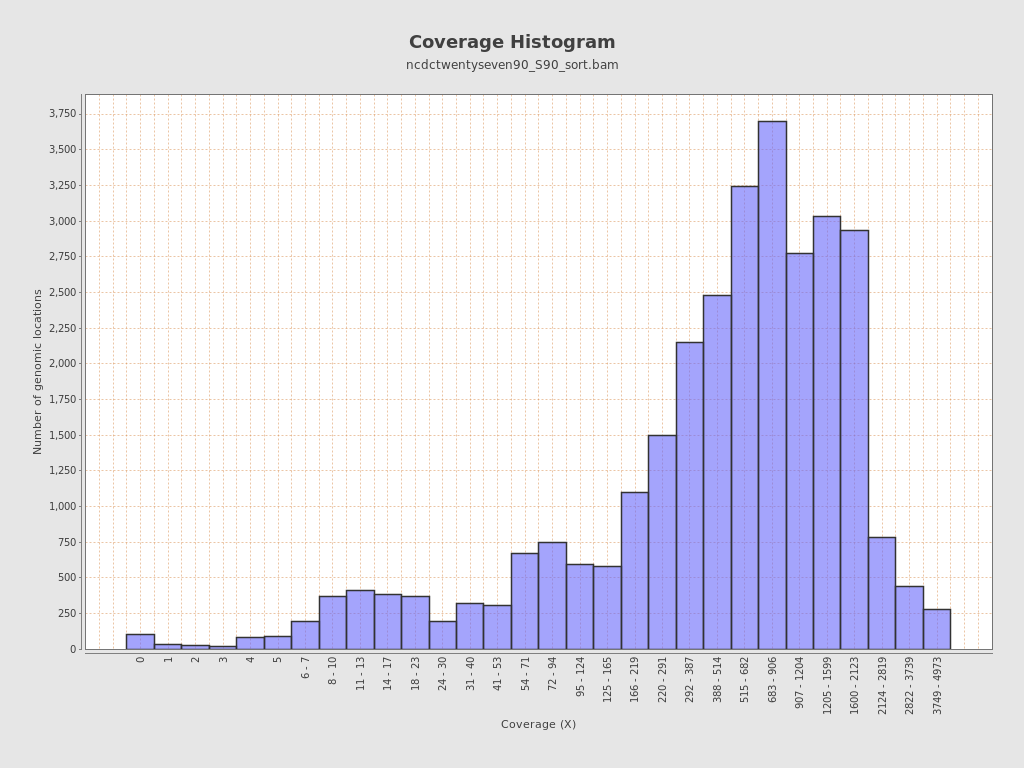 Coverage Histogram
ncdctwentyseven90_S90_sort.bam
Number of genomic locations
3,750
3,500
3,250
3,000
2,750
2,500
2,250
2,000
1,750
1,500
1,250
1,000
750
500
250
0
0
1
2
3
4
5
6 - 7
8 - 10
11 - 13
14 - 17
18 - 23
24 - 30
31 - 40
41 - 53
54 - 71
72 - 94
95 - 124
125 - 165
166 - 219
220 - 291
292 - 387
388 - 514
515 - 682
683 - 906
907 - 1204
1205 - 1599
1600 - 2123
2124 - 2819
2822 - 3739
3749 - 4973
Coverage (X)